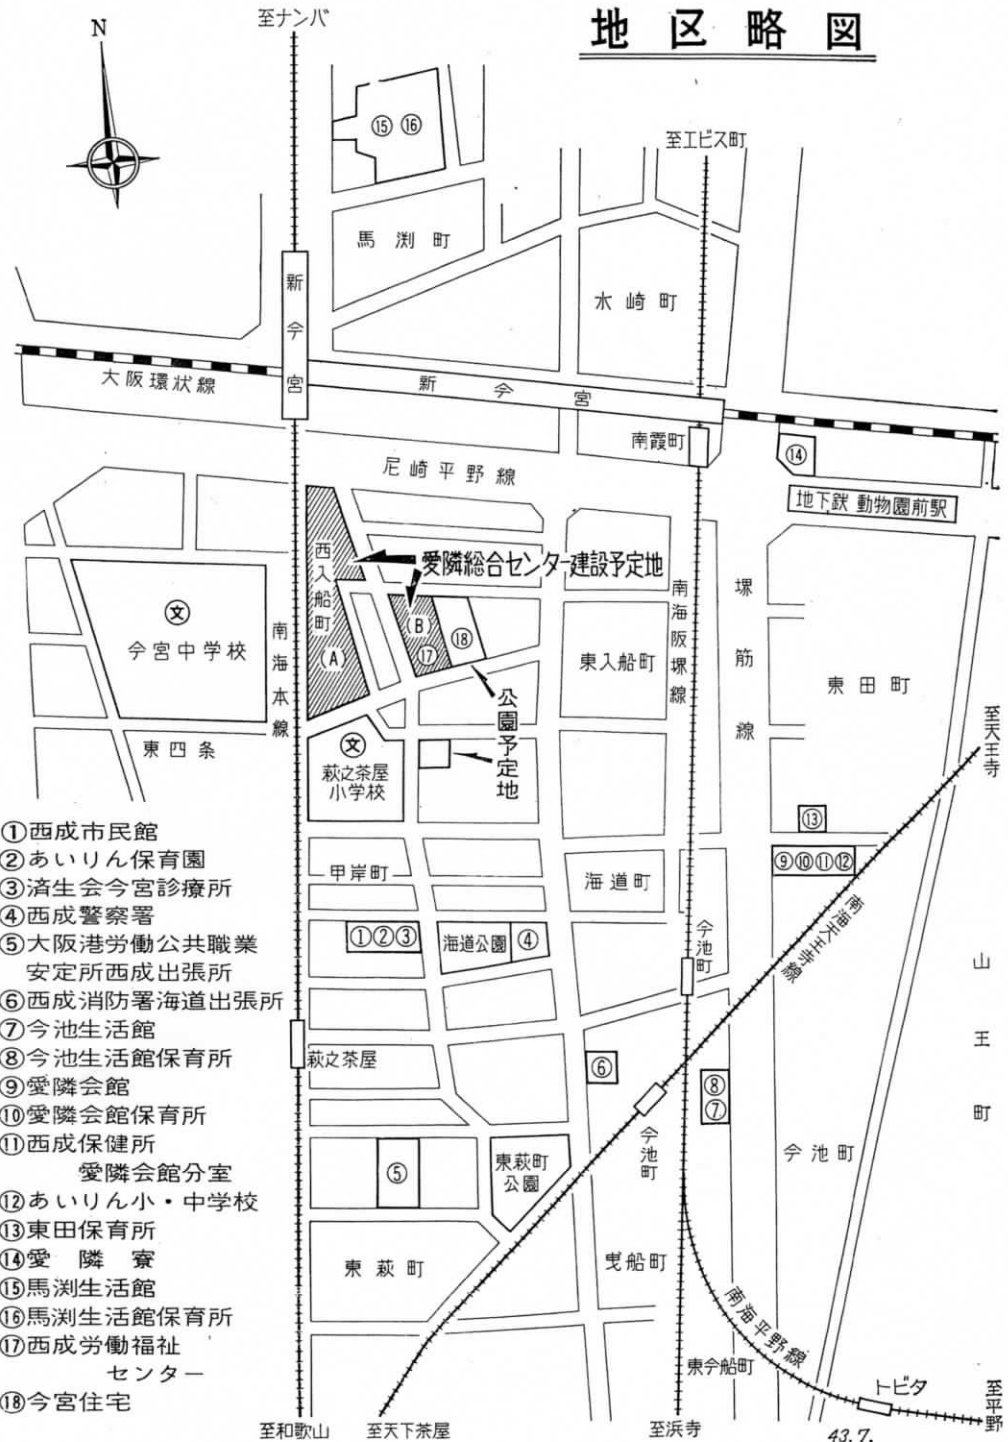 地区略図
N
至ナンバ
⑮ ⑯
至エビス町
馬渕町
水崎町
新今宮
大阪環状線
新今宮
南霞町
⑭
尼崎平野線
地下鉄 動物園前駅
西入船町
(A)
愛隣総合センター建設予定地
(B)
⑰
⑱
文
今宮中学校
南海本線
南海阪堺線
堺筋線
東入船町
東田町
公園予定地
東四条
文
萩之茶屋
小学校
至天王寺
⑬
⑨⑩⑪⑫
甲岸町
海道町
①②③
海道公園
④
今池町
南海天王寺線
山王町
萩之茶屋
⑥
⑧
⑦
今池町
今池町
⑤
東萩町
公園
東萩町
曵船町
南海平野線
東今船町
トビタ
至平野
至和歌山
至天下茶屋
至浜寺
43.7.
①西成市民館
②あいりん保育園
③済生会今宮診療所
④西成警察署
⑤大阪港労働公共職業
安定所西成出張所
⑥西成消防署海道出張所
⑦今池生活館
⑧今池生活館保育所
⑨愛隣会館
⑩愛隣会館保育所
⑪西成保健所
愛隣会館分室
⑫あいりん小・中学校
⑬東田保育所
⑭愛隣寮
⑮馬渕生活館
⑯馬渕生活館保育所
⑰西成労働福祉
センター
⑱今宮住宅